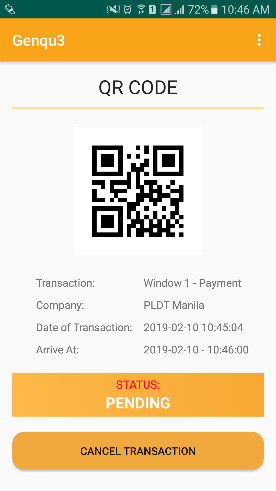 72% 10:46 AM
Genqu3
QR CODE
Transaction: Window 1 - Payment
Company: PLDT Manila
Date of Transaction: 2019-02-10 10:45:04
Arrive At: 2019-02-10 - 10:46:00
STATUS:
PENDING
CANCEL TRANSACTION